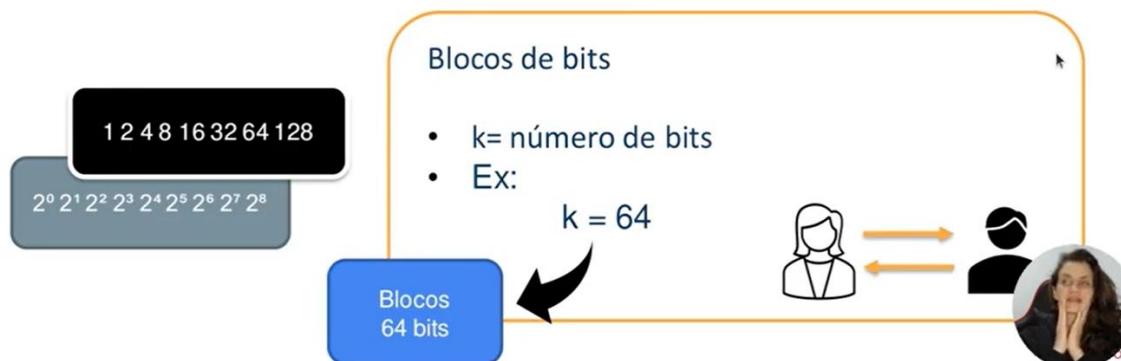 Blocos de bits
1 2 4 8 16 32 64 128
• k= número de bits
• Ex:
2⁰ 2¹ 2² 2³ 2⁴ 2⁵ 2⁶ 2⁷ 2⁸
k = 64
Blocos
64 bits